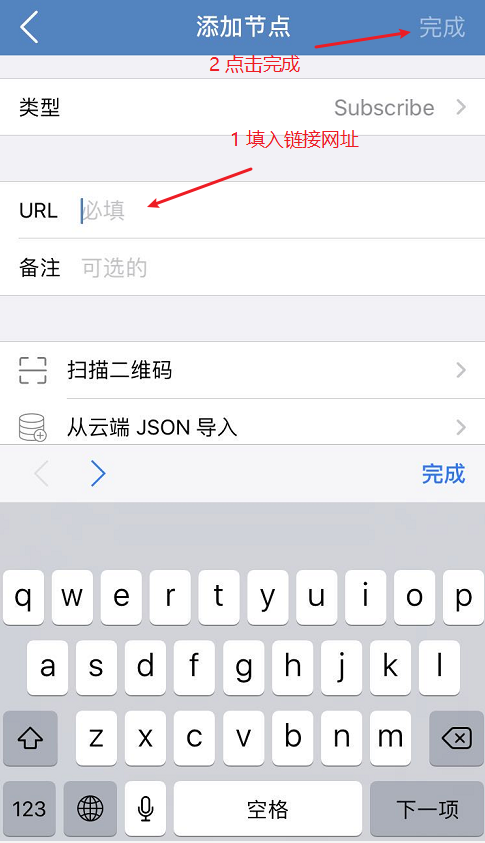 添加节点
完成
2 点击完成
类型
Subscribe
1 填入链接网址
URL 必填
备注 可选的
扫描二维码
从云端 JSON 导入
完成
q w e r t y u i o p
a s d f g h j k l
z x c v b n m
123 空格 下一项